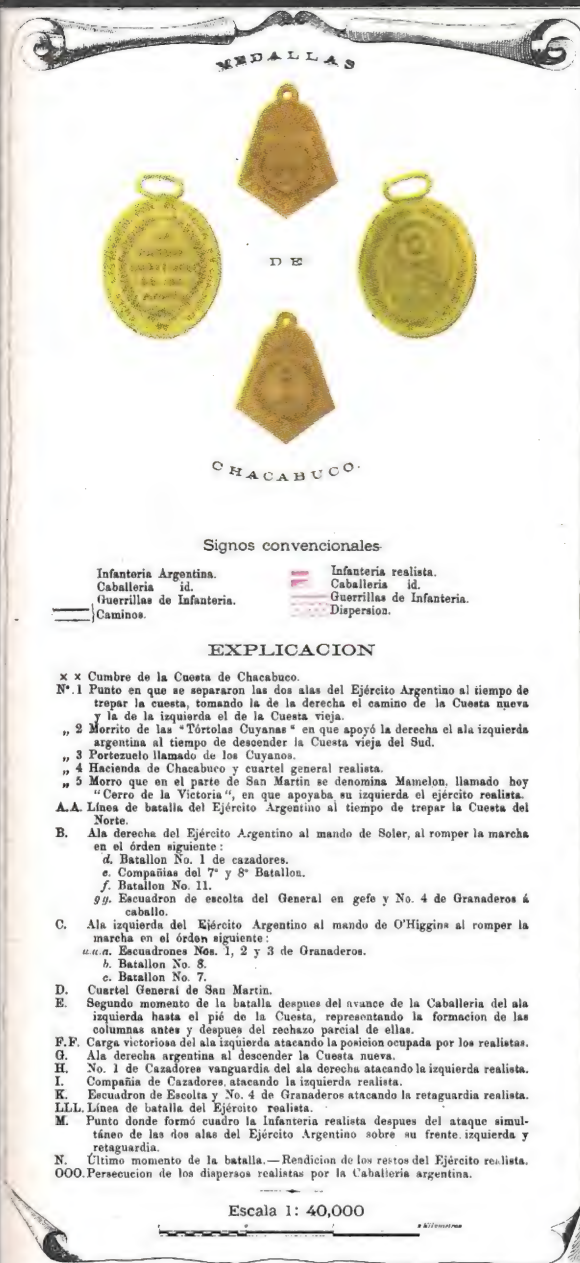 MEDALLAS
DE
CHACABUCO.
Signos convencionales
Infanteria Argentina.
Caballeria id.
Guerrillas de Infanteria.
Caminos.
Infanteria realista.
Caballeria id.
Guerrillas de Infanteria.
Dispersion.
EXPLICACION
x x Cumbre de la Cuesta de Chacabuco.
Nº. 1 Punto en que se separaron las dos alas del Ejército Argentino al tiempo de
trepar la cuesta, tomando la de la derecha el camino de la Cuesta nueva
y la de la izquierda el de la Cuesta vieja.
„ 2 Morrito de las "Tórtolas Cuyanas" en que apoyó la derecha el ala izquierda
argentina al tiempo de descender la Cuesta vieja del Sud.
„ 3 Portezuelo llamado de los Cuyanos.
„ 4 Hacienda de Chacabuco y cuartel general realista.
„ 5 Morro que en el parte de San Martin se denomina Mamelon, llamado hoy
"Cerro de la Victoria", en que apoyaba su izquierda el ejército realista.
A.A. Línea de batalla del Ejército Argentino al tiempo de trepar la Cuesta del
Norte.
B. Ala derecha del Ejército Argentino al mando de Soler, al romper la marcha
en el órden siguiente:
d. Batallon No. 1 de cazadores.
e. Compañias del 7º y 8º Batallon.
f. Batallon No. 11.
gg. Escuadron de escolta del General en gefe y No. 4 de Granaderos á
caballo.
C. Ala izquierda del Ejército Argentino al mando de O'Higgins al romper la
marcha en el órden siguiente:
a.a.a. Escuadrones Nos. 1, 2 y 3 de Granaderos.
b. Batallon No. 8.
c. Batallon No. 7.
D. Cuartel General de San Martin.
E. Segundo momento de la batalla despues del avance de la Caballeria del ala
izquierda hasta el pié de la Cuesta, representando la formacion de las
columnas antes y despues del rechazo parcial de ellas.
F.F. Carga victoriosa del ala izquierda atacando la posicion ocupada por los realistas.
G. Ala derecha argentina al descender la Cuesta nueva.
H. No. 1 de Cazadores vanguardia del ala derecha atacando la izquierda realista.
I. Compañia de Cazadores, atacando la izquierda realista.
K. Escuadron de Escolta y No. 4 de Granaderos atacando la retaguardia realista.
LLL. Línea de batalla del Ejército realista.
M. Punto donde formó cuadro la Infanteria realista despues del ataque simul-
táneo de las dos alas del Ejército Argentino sobre su frente, izquierda y
retaguardia.
N. Último momento de la batalla.—Rendicion de los restos del Ejército realista.
OOO. Persecucion de los dispersos realistas por la Caballeria argentina.
Escala 1: 40,000